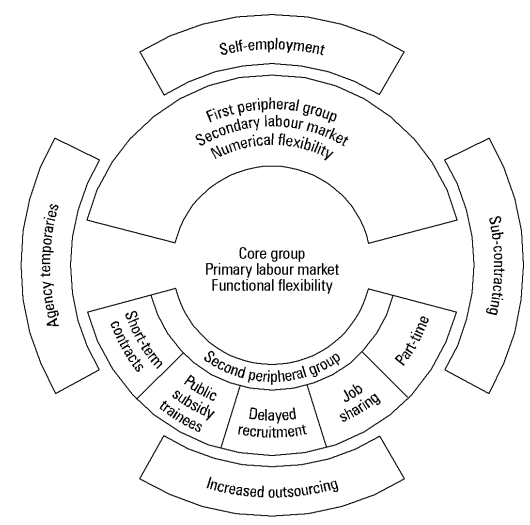 Self-employment
First peripheral group
Secondary labour market
Numerical flexibility
Agency temporaries
Sub-contracting
Core group
Primary labour market
Functional flexibility
Second peripheral group
Short-term
contracts
Public
subsidy
trainees
Delayed
recruitment
Job
sharing
Part-time
Increased outsourcing